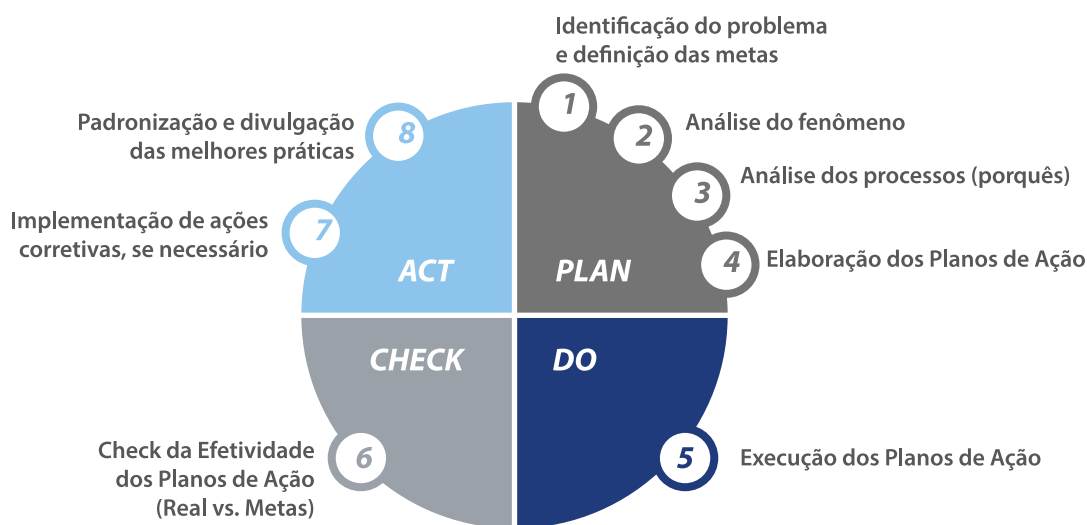 Identificação do problema
e definição das metas
1
2
Análise do fenômeno
3
Análise dos processos (porquês)
4
Elaboração dos Planos de Ação
PLAN
DO
5
Execução dos Planos de Ação
CHECK
6
Check da Efetividade
dos Planos de Ação
(Real vs. Metas)
ACT
7
Implementação de ações
corretivas, se necessário
8
Padronização e divulgação
das melhores práticas